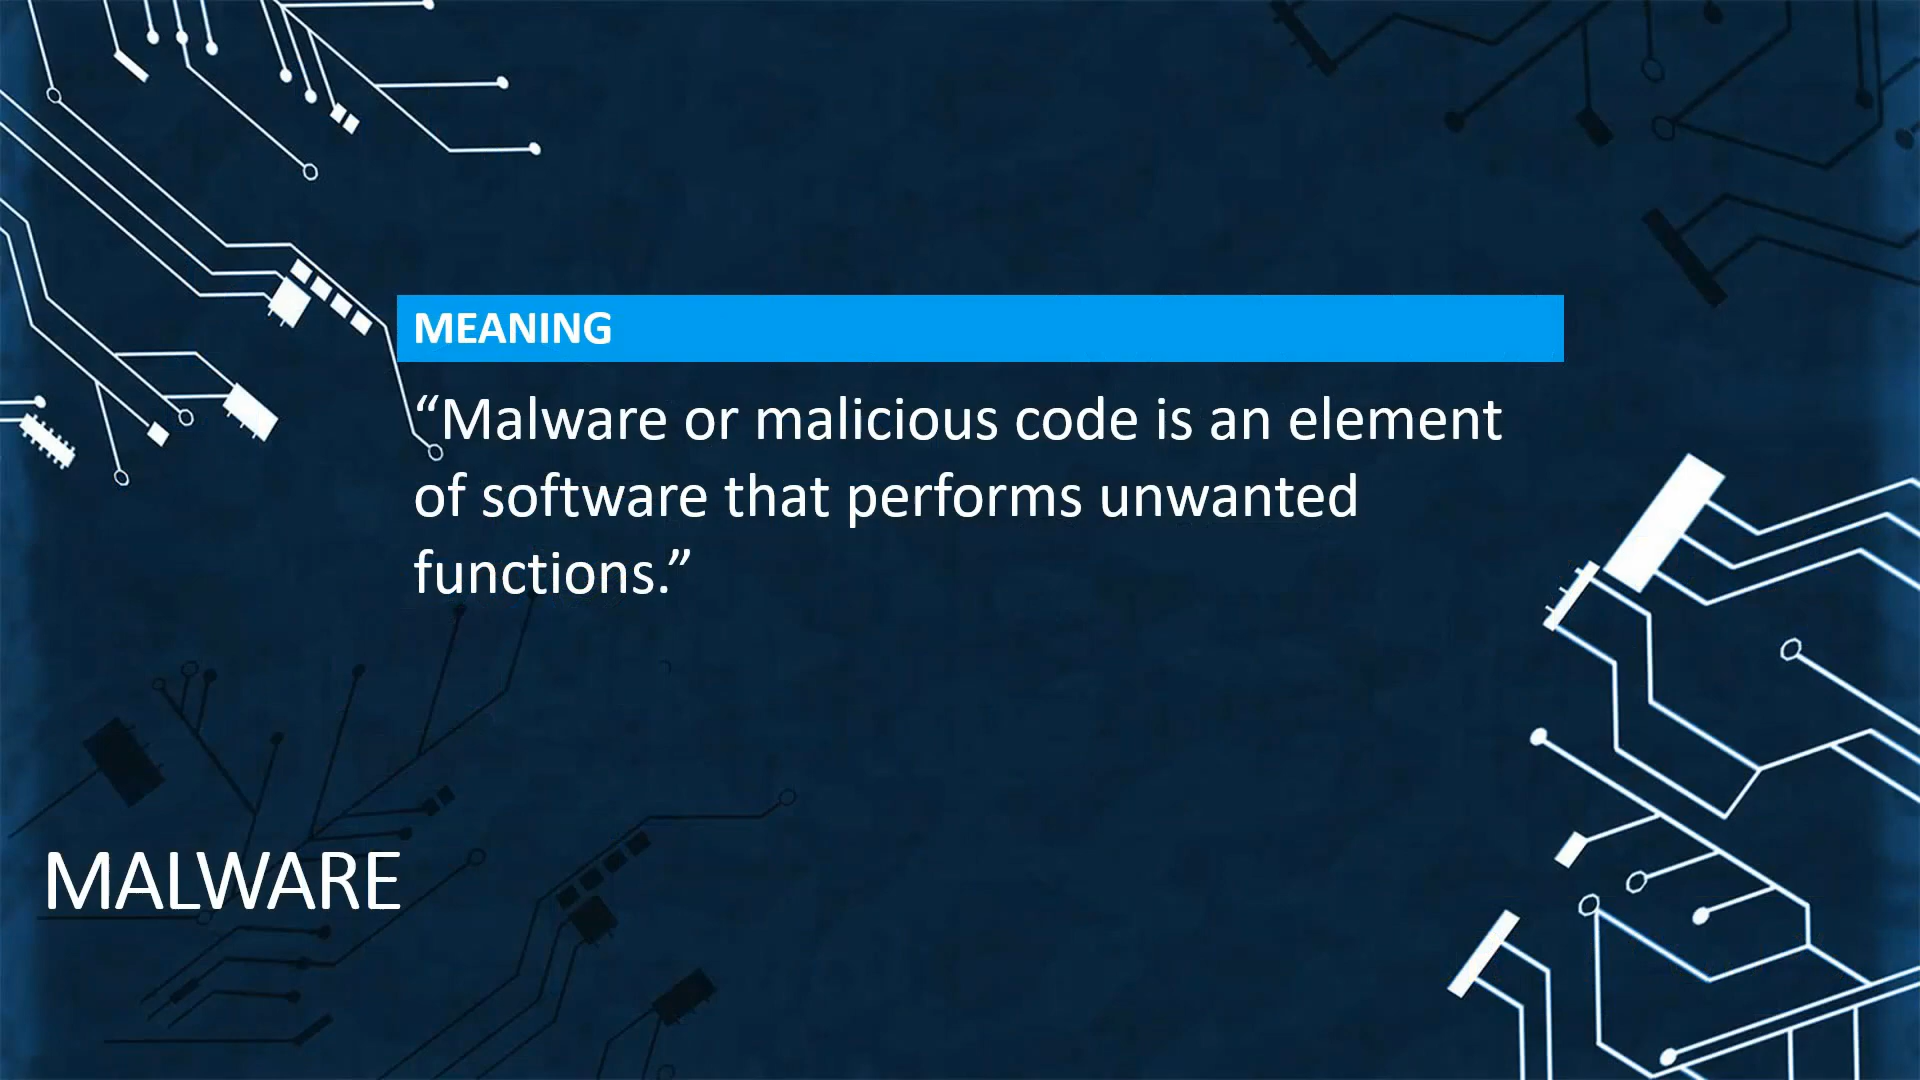 MEANING
“Malware or malicious code is an element
of software that performs unwanted
functions.”
MALWARE